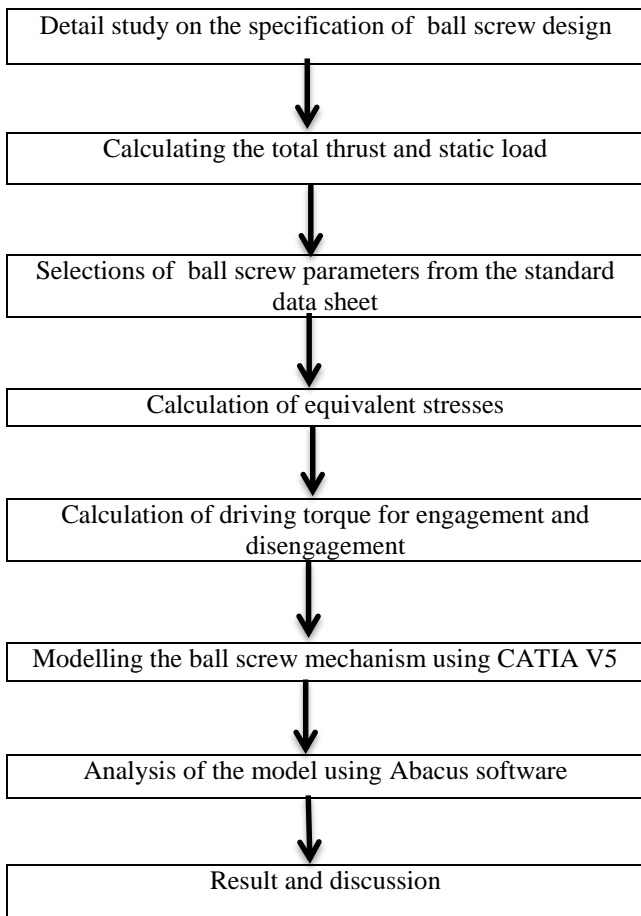 Detail study on the specification of ball screw design
Calculating the total thrust and static load
Selections of ball screw parameters from the standard
data sheet
Calculation of equivalent stresses
Calculation of driving torque for engagement and
disengagement
Modelling the ball screw mechanism using CATIA V5
Analysis of the model using Abacus software
Result and discussion